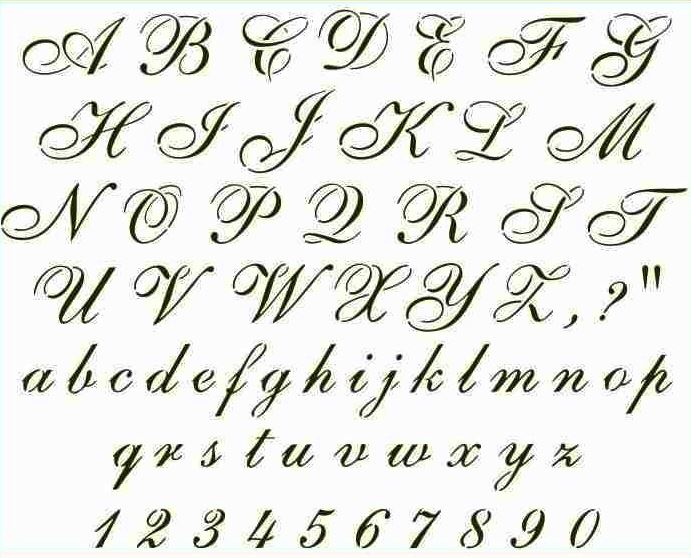 A B C D E F G
H I J K L M
N O P Q R S T
U V W X Y Z , ? "
a b c d e f g h i j k l m n o p
q r s t u v w x y z
1 2 3 4 5 6 7 8 9 0